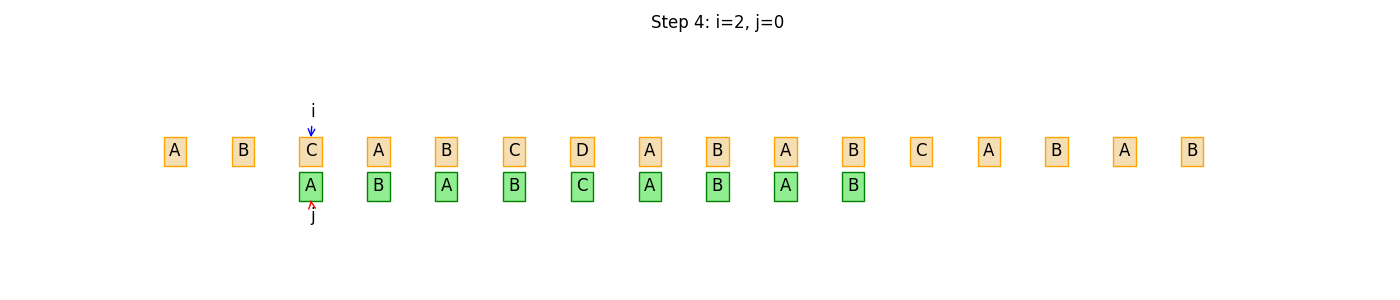 Step 4: i=2, j=0
i
A B C A B C D A B A B C A B A B
A B A B C A B A B
j